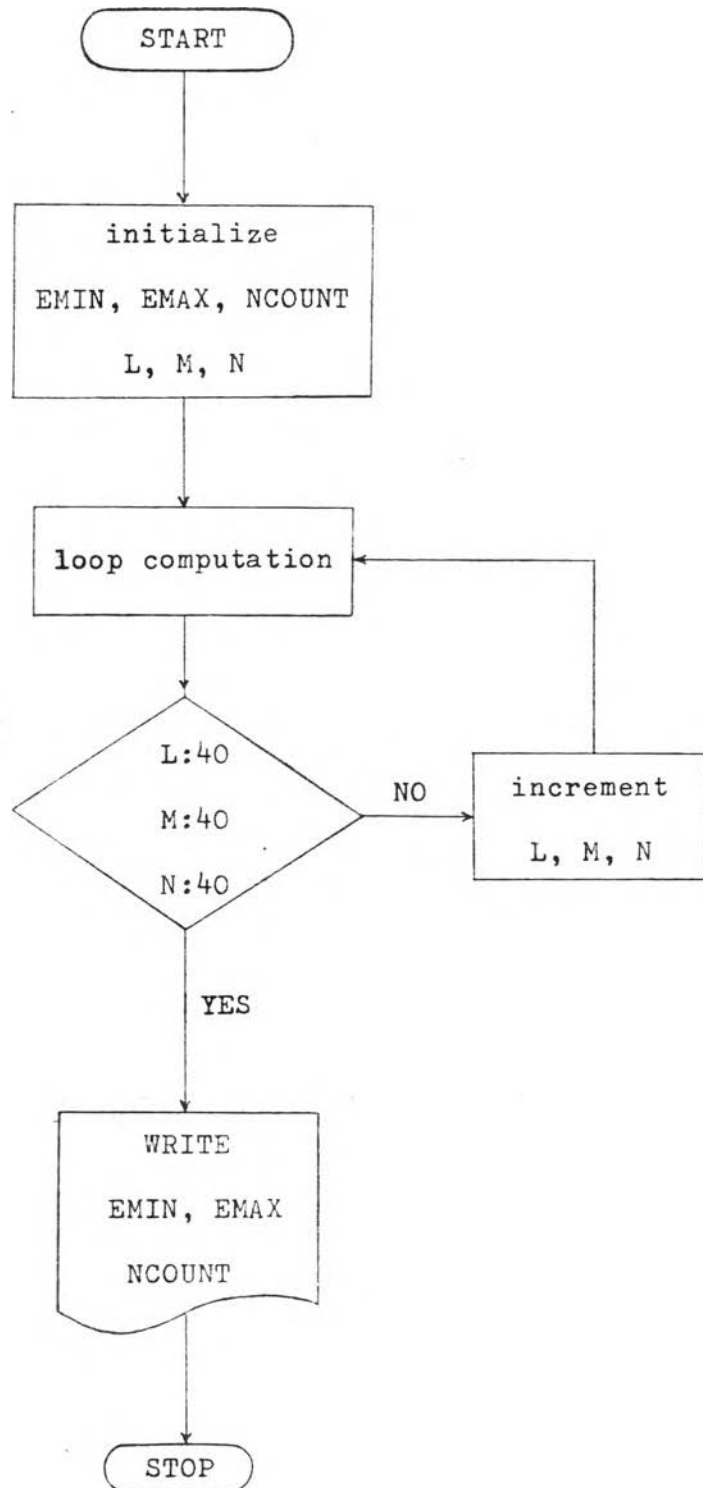 START
initialize
EMIN, EMAX, NCOUNT
L, M, N
loop computation
L:40
M:40
N:40
NO
increment
L, M, N
YES
WRITE
EMIN, EMAX
NCOUNT
STOP